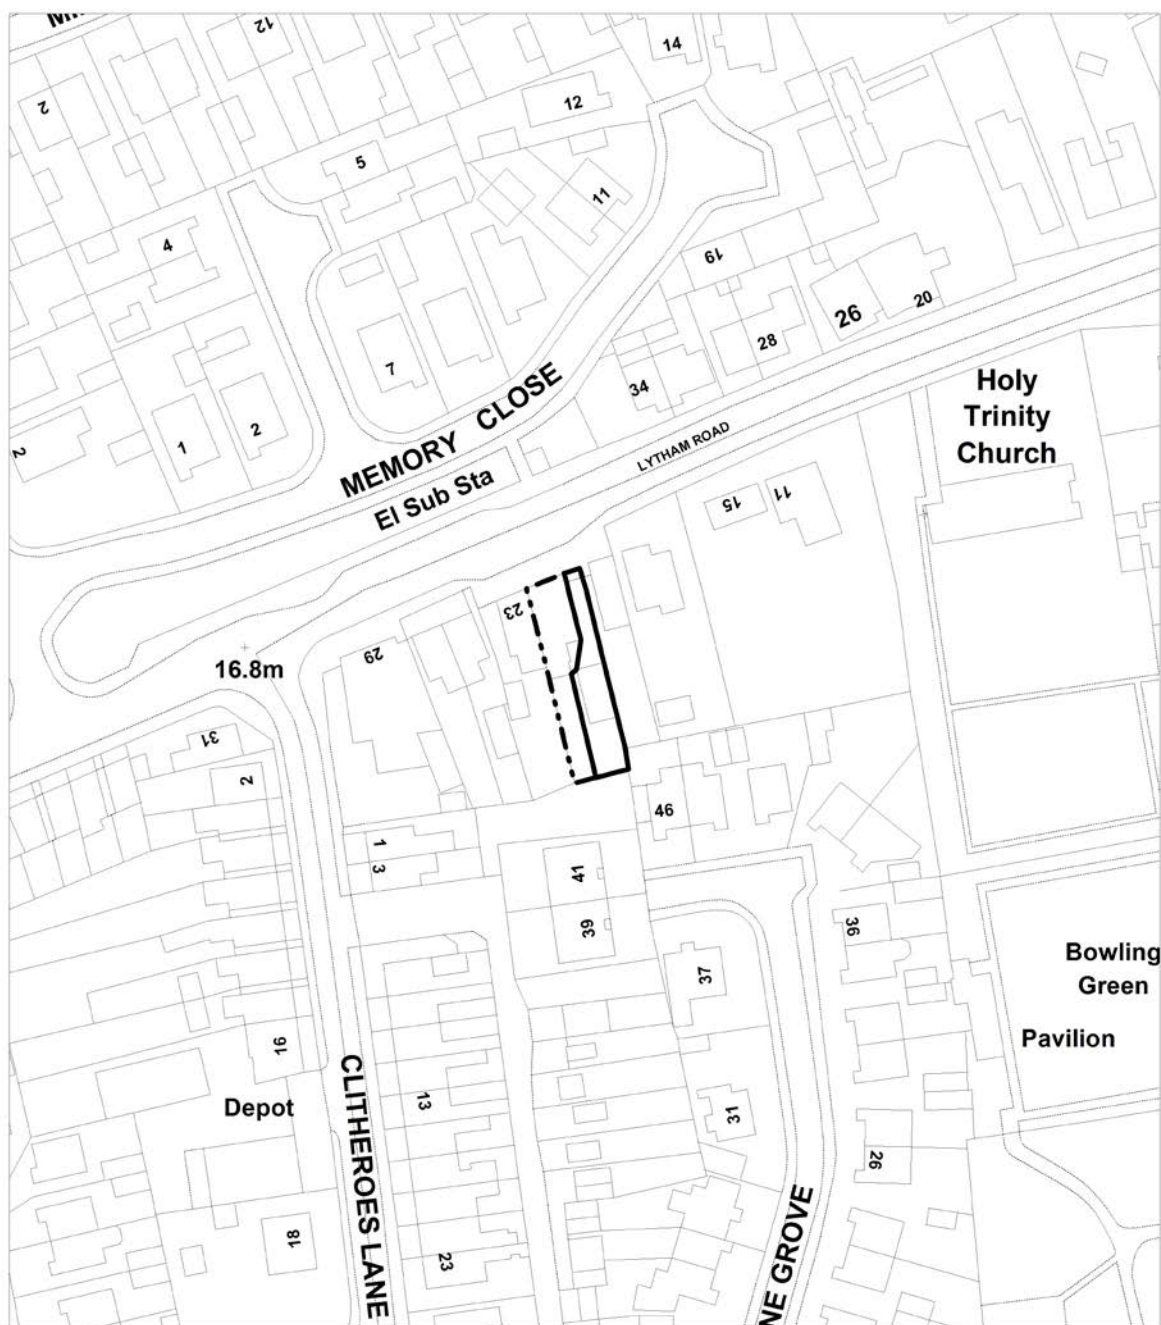 12
14
2
12
5
11
4
19
26
20
28
7
34
2
1
2
MEMORY CLOSE
El Sub Sta
LYTHAM ROAD
Holy
Trinity
Church
15
11
23
29
16.8m
31
2
46
1
3
41
39
36
37
Bowling
Green
Pavilion
16
Depot
13
31
26
18
23
CLITHEROES LANE
NE GROVE